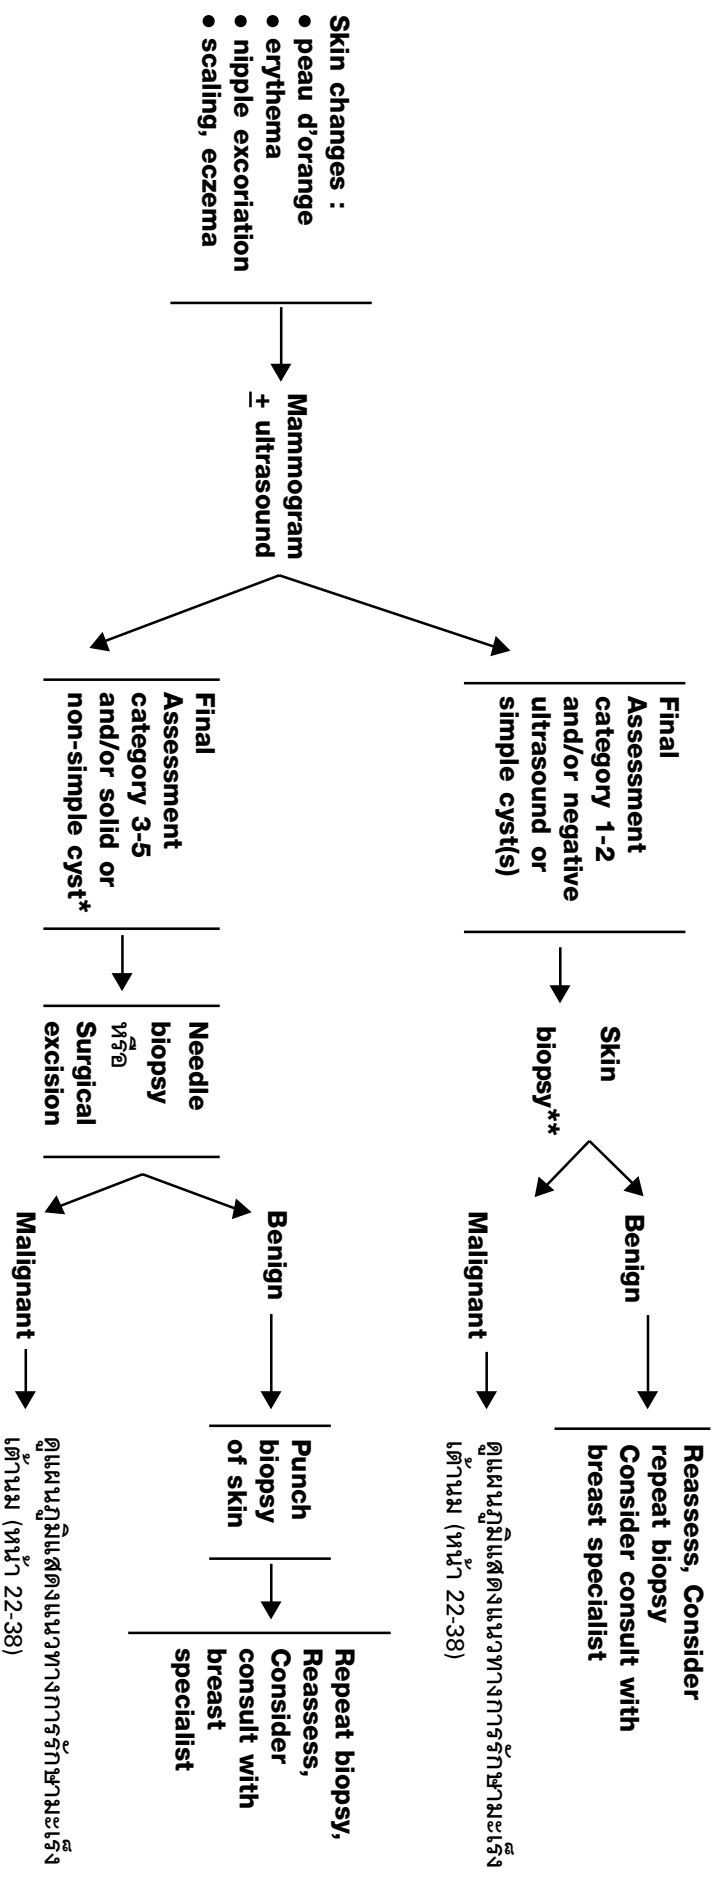 Skin changes :
● peau d'orange
● erythema
● nipple excoriation
● scaling, eczema
Mammogram
+ ultrasound
Final
Assessment
category 1-2
and/or negative
ultrasound or
simple cyst(s)
Skin
biopsy**
Benign
Reassess, Consider
repeat biopsy
Consider consult with
breast specialist
Malignant
ดูแผนภูมิแสดงแนวทางการรักษามะเร็ง
เต้านม (หน้า 22-38)
Final
Assessment
category 3-5
and/or solid or
non-simple cyst*
Needle
biopsy
หรือ
Surgical
excision
Benign
Punch
biopsy
of skin
Repeat biopsy,
Reassess,
Consider
consult with
breast
specialist
Malignant
ดูแผนภูมิแสดงแนวทางการรักษามะเร็ง
เต้านม (หน้า 22-38)